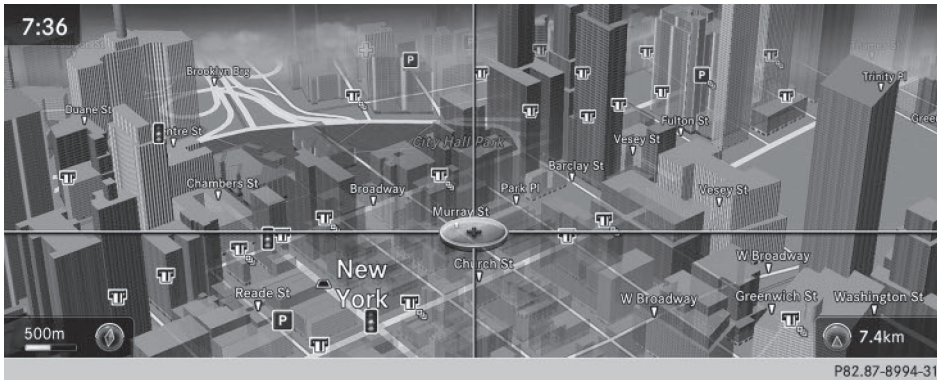 7:36
Brooklyn Brg
P
P
Trinity Pl
Duane St
ntre St
Fulton St
Vesey St
City Hall Park
Barclay St
Chambers St
Broadway
Park Pl
Vesey St
Murray St
Church St
New
York
W Broadway
Reade St
W Broadway
Greenwich St
Washington St
P
500m
7.4km
P82.87-8994-31